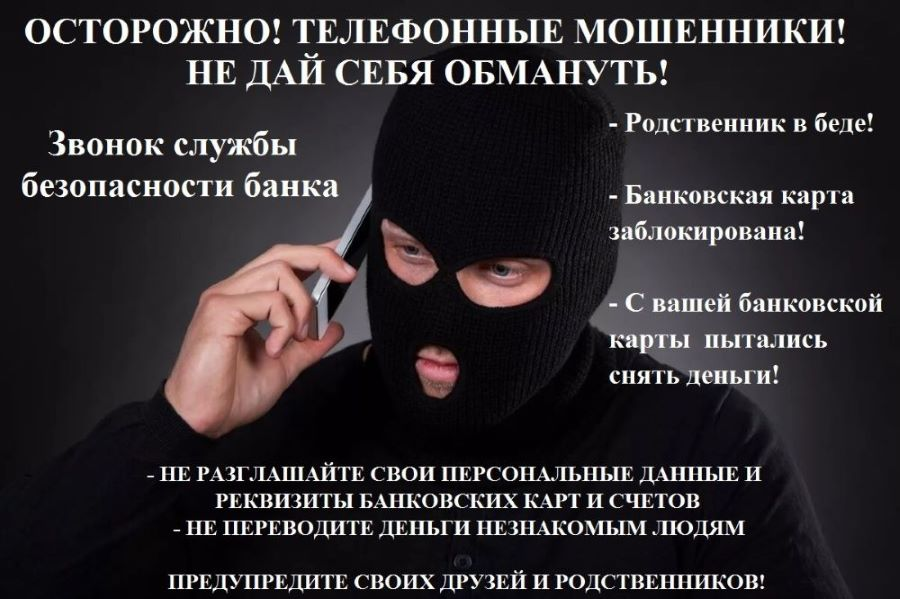 ОСТОРОЖНО! ТЕЛЕФОННЫЕ МОШЕННИКИ!
НЕ ДАЙ СЕБЯ ОБМАНУТЬ!
Звонок службы
безопасности банка
- Родственник в беде!
- Банковская карта
заблокирована!
- С вашей банковской
карты пытались
снять деньги!
- НЕ РАЗГЛАШАЙТЕ СВОИ ПЕРСОНАЛЬНЫЕ ДАННЫЕ И
РЕКВИЗИТЫ БАНКОВСКИХ КАРТ И СЧЕТОВ
- НЕ ПЕРЕВОДИТЕ ДЕНЬГИ НЕЗНАКОМЫМ ЛЮДЯМ
ПРЕДУПРЕДИТЕ СВОИХ ДРУЗЕЙ И РОДСТВЕННИКОВ!